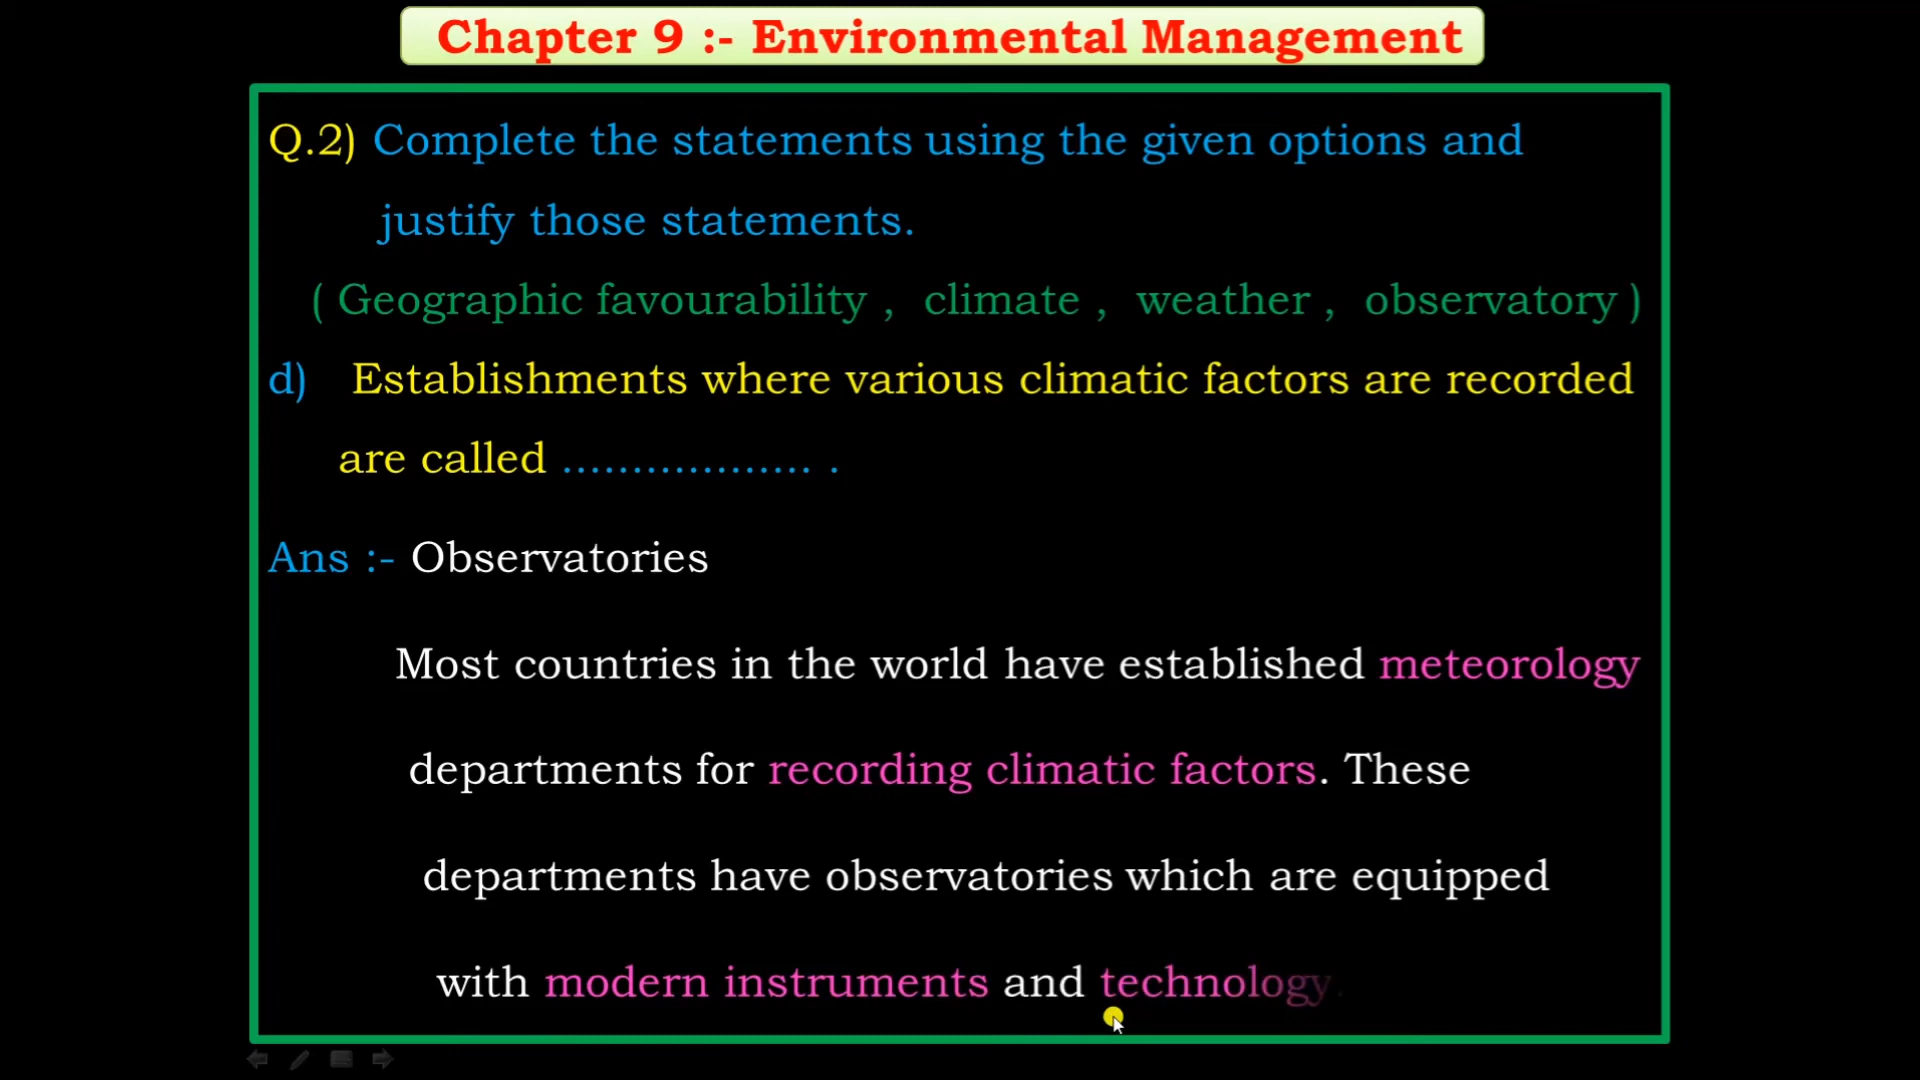 Chapter 9 :- Environmental Management
Q.2) Complete the statements using the given options and
justify those statements.
( Geographic favourability , climate , weather , observatory )
d) Establishments where various climatic factors are recorded
are called .................. .
Ans :- Observatories
Most countries in the world have established meteorology
departments for recording climatic factors. These
departments have observatories which are equipped
with modern instruments and technology.